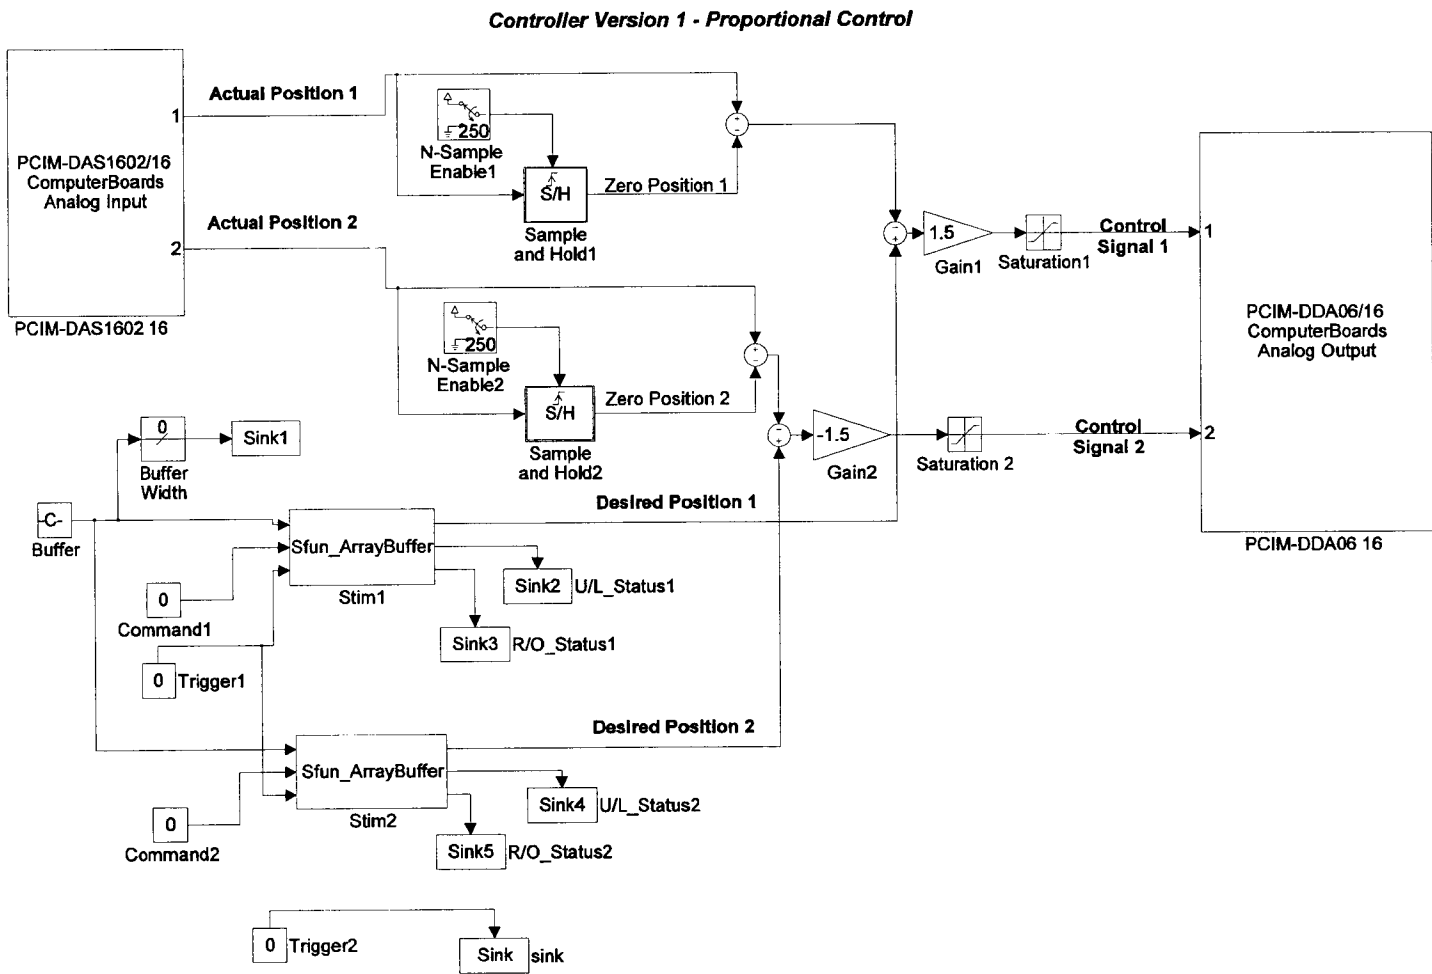 Controller Version 1 - Proportional Control
PCIM-DAS1602/16
ComputerBoards
Analog Input
1
2
PCIM-DAS1602 16
Actual Position 1
Actual Position 2
250
N-Sample
Enable1
S/H
Sample
and Hold1
Zero Position 1
250
N-Sample
Enable2
S/H
Sample
and Hold2
Zero Position 2
1.5
Gain1
Saturation1
Control
Signal 1
-1.5
Gain2
Saturation 2
Control
Signal 2
1
2
PCIM-DDA06/16
ComputerBoards
Analog Output
PCIM-DDA06 16
0
Buffer
Width
Sink1
-C-
Buffer
Sfun_ArrayBuffer
Stim1
Desired Position 1
Sink2
U/L_Status1
Sink3
R/O_Status1
0
Command1
0
Trigger1
Sfun_ArrayBuffer
Stim2
Desired Position 2
Sink4
U/L_Status2
Sink5
R/O_Status2
0
Command2
0
Trigger2
Sink
sink